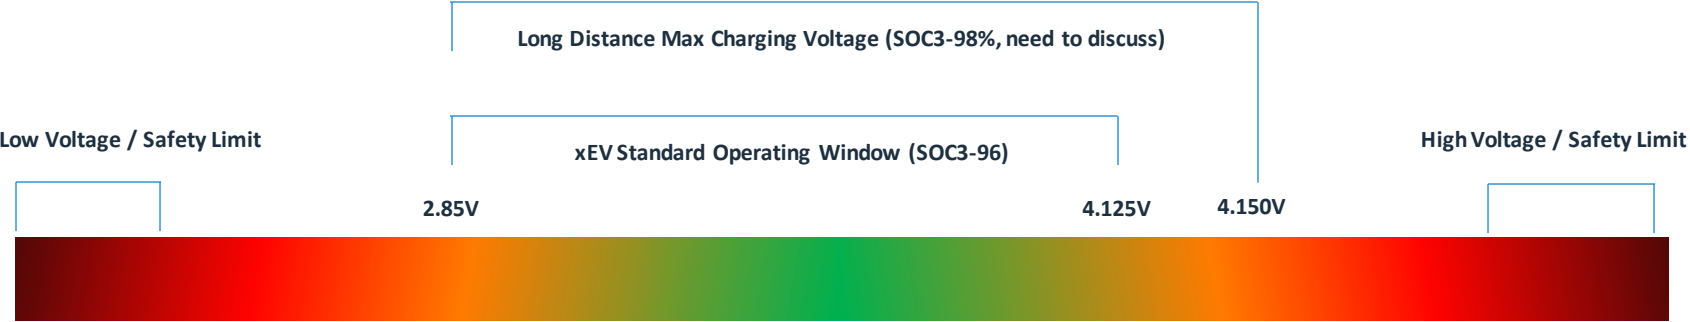 Long Distance Max Charging Voltage (SOC3-98%, need to discuss)
Low Voltage / Safety Limit
High Voltage / Safety Limit
xEV Standard Operating Window (SOC3-96)
2.85V
4.125V
4.150V